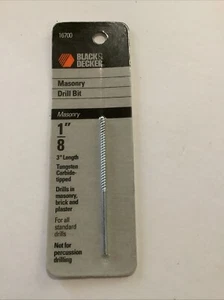 16700
BLACK&
DECKER
Masonry
Drill Bit
Masonry
1"
8
3" Length
Tungsten
Carbide-
tipped
Drills in
masonry,
brick and
plaster
For all
standard
drills
Not for
percussion
drilling